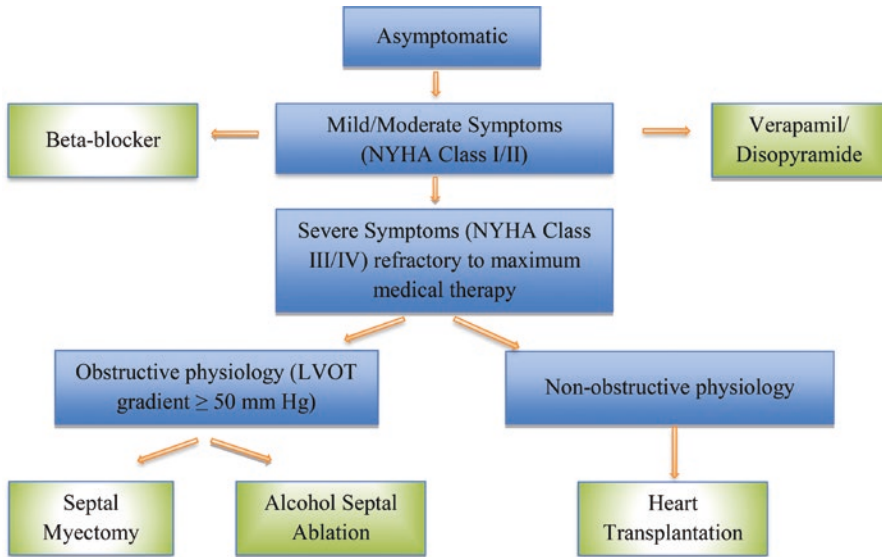 Asymptomatic
Beta-blocker
Mild/Moderate Symptoms
(NYHA Class I/II)
Verapamil/
Disopyramide
Severe Symptoms (NYHA Class
III/IV) refractory to maximum
medical therapy
Obstructive physiology (LVOT
gradient ≥ 50 mm Hg)
Non-obstructive physiology
Septal
Myectomy
Alcohol Septal
Ablation
Heart
Transplantation